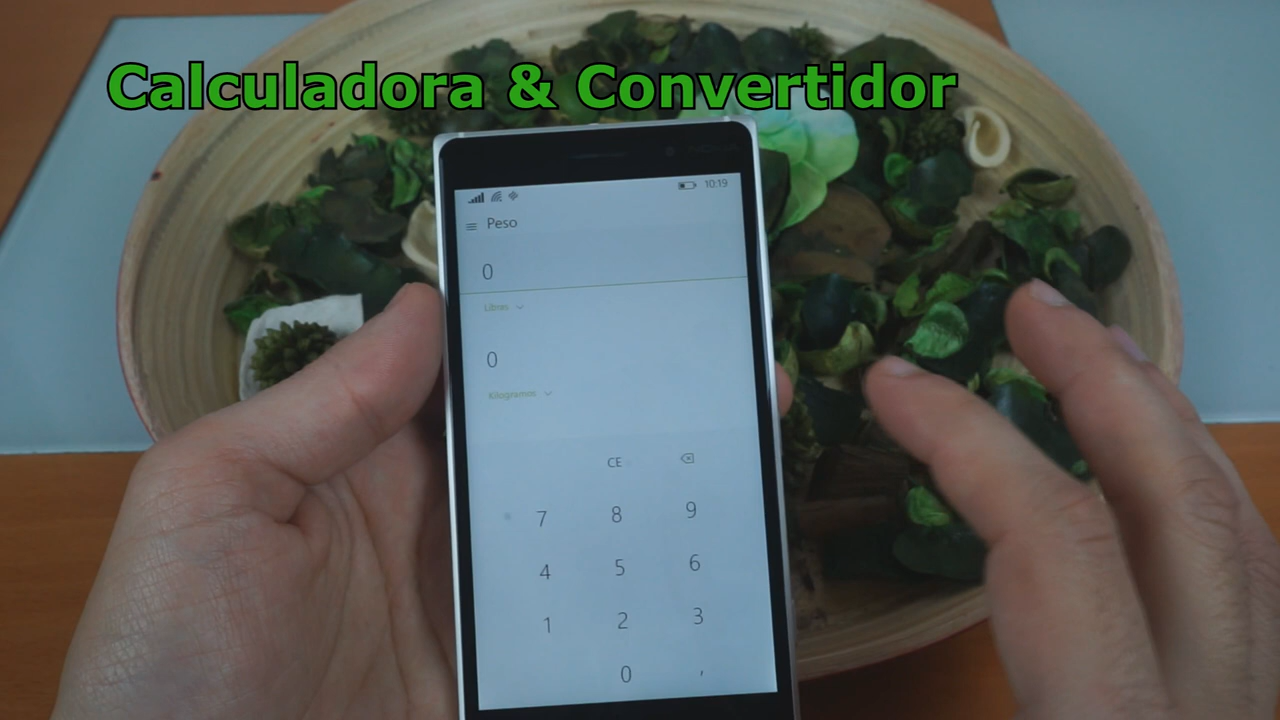 Calculadora & Convertidor
10:19
Peso
0
Libras
0
Kilogramos
CE
7 8 9
4 5 6
1 2 3
0 ,